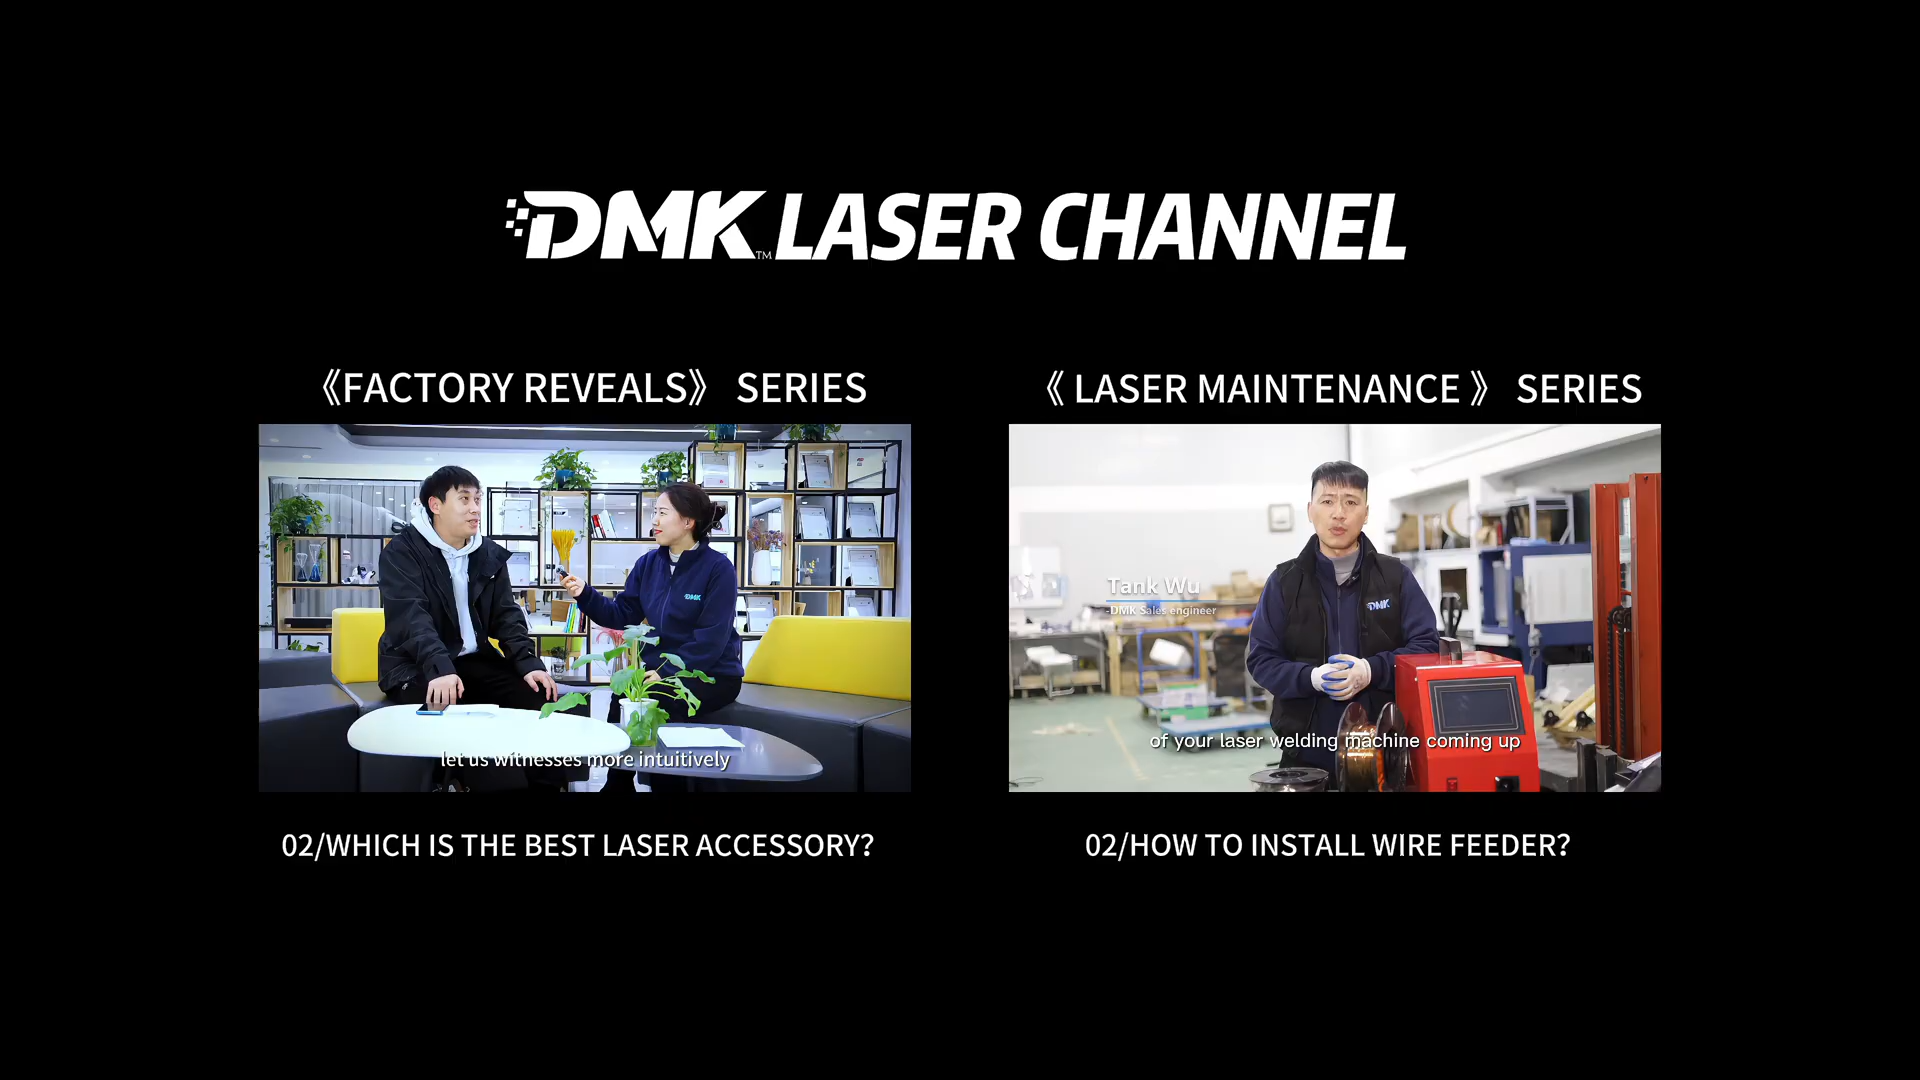 DMK™ LASER CHANNEL
《FACTORY REVEALS》 SERIES
DMK
let us witnesses more intuitively
02/WHICH IS THE BEST LASER ACCESSORY?
《 LASER MAINTENANCE 》 SERIES
Tank Wu
-DMK Sales engineer
DMK
of your laser welding machine coming up
02/HOW TO INSTALL WIRE FEEDER?